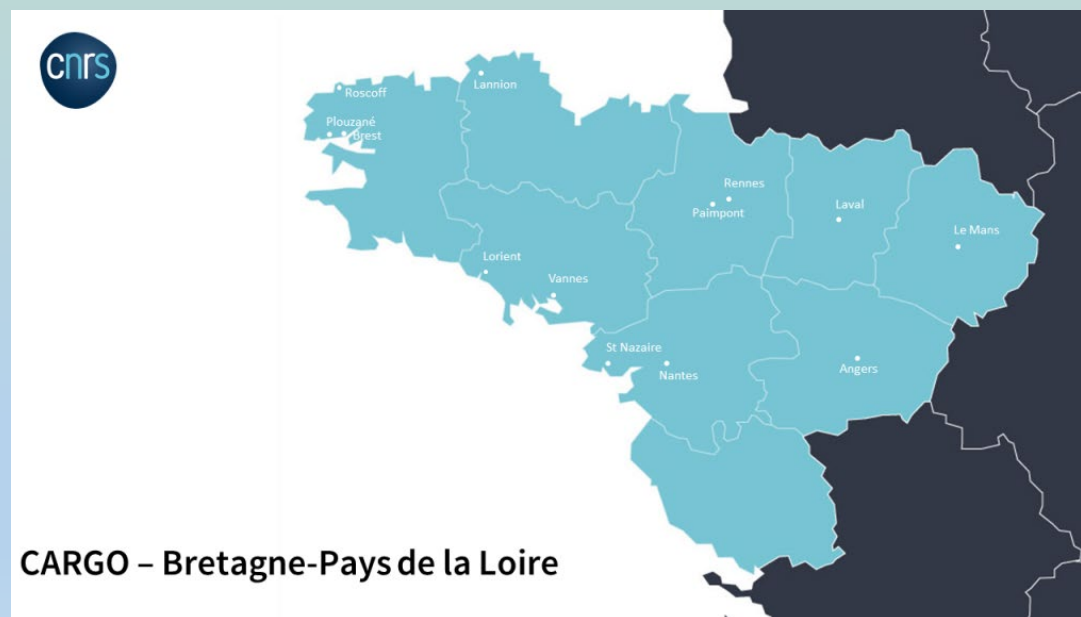 cnrs
Roscoff
Lannion
Plouzané
Brest
Rennes
Paimpont
Laval
Le Mans
Lorient
Vannes
St Nazaire
Nantes
Angers
CARGO – Bretagne-Pays de la Loire